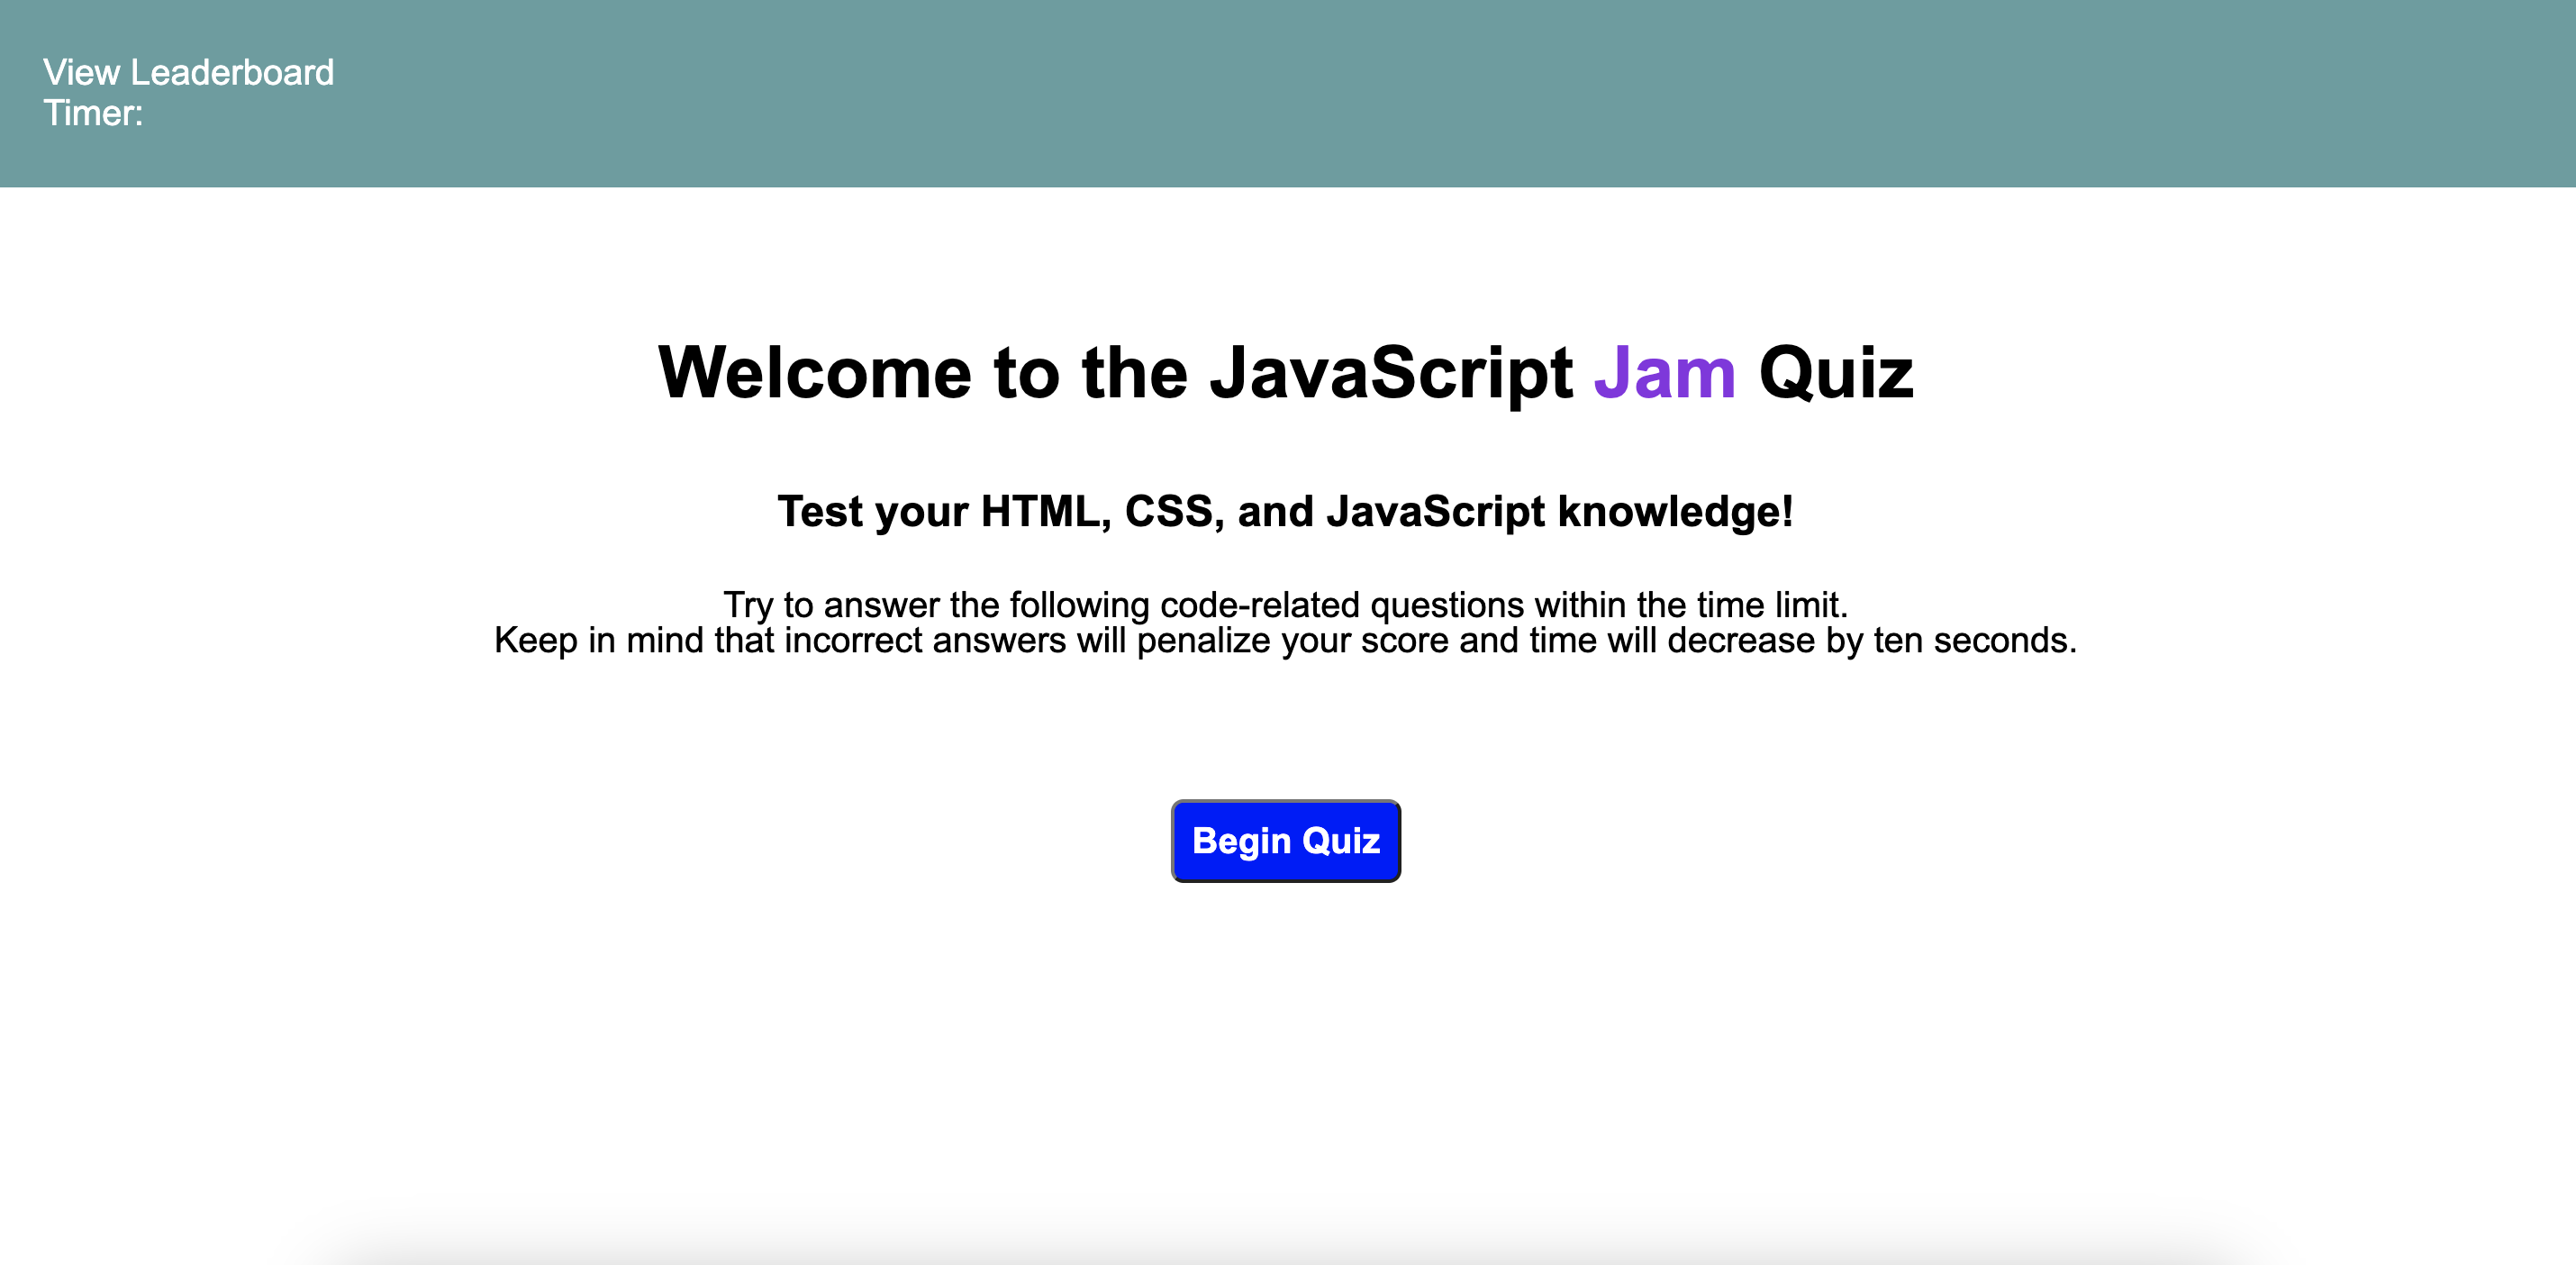 View Leaderboard
Timer:
Welcome to the JavaScript Jam Quiz
Test your HTML, CSS, and JavaScript knowledge!
Try to answer the following code-related questions within the time limit.
Keep in mind that incorrect answers will penalize your score and time will decrease by ten seconds.
Begin Quiz